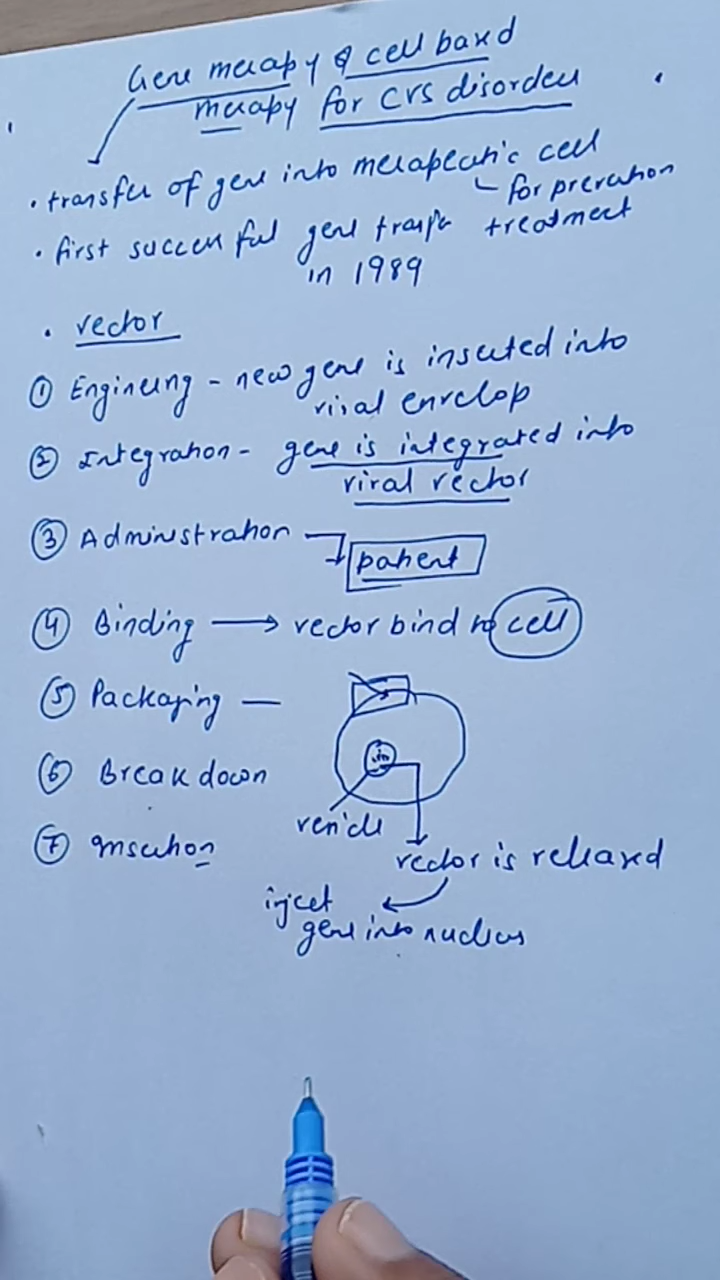 Gene therapy & cell based
therapy for CVS disorder
• transfer of gene into therapeutic cell
for prevention
• first successful gene transfer treatment
in 1989
• vector
① Engineering - new gene is inserted into
viral envelop
② Integration - gene is integrated into
viral vector
③ Administration
patient
④ Binding → vector bind to cell
⑤ Packaging —
⑥ Breakdown
vesicle
⑦ Insertion
vector is released
inject
gene into nucleus